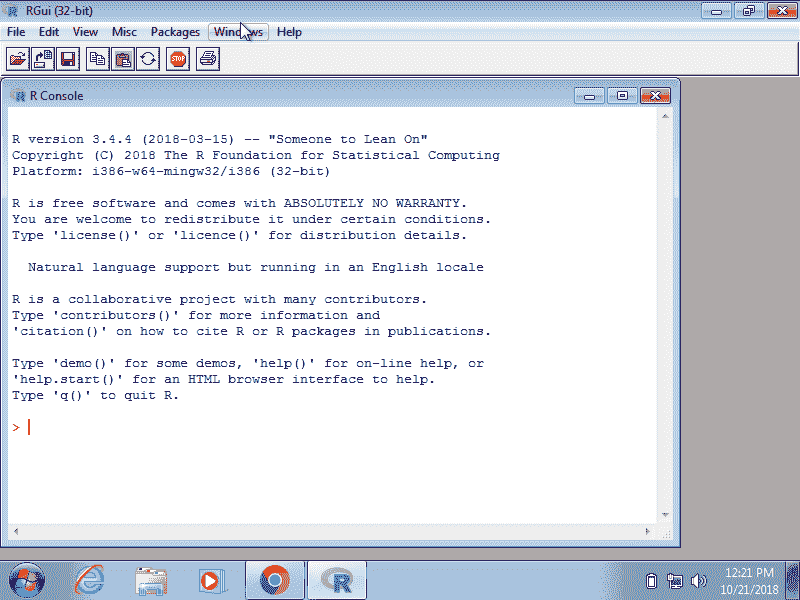 RGui (32-bit)
File Edit View Misc Packages Windows Help
STOP
R Console
R version 3.4.4 (2018-03-15) -- "Someone to Lean On"
Copyright (C) 2018 The R Foundation for Statistical Computing
Platform: i386-w64-mingw32/i386 (32-bit)
R is free software and comes with ABSOLUTELY NO WARRANTY.
You are welcome to redistribute it under certain conditions.
Type 'license()' or 'licence()' for distribution details.
Natural language support but running in an English locale
R is a collaborative project with many contributors.
Type 'contributors()' for more information and
'citation()' on how to cite R or R packages in publications.
Type 'demo()' for some demos, 'help()' for on-line help, or
'help.start()' for an HTML browser interface to help.
Type 'q()' to quit R.
>
R
12:21 PM
10/21/2018